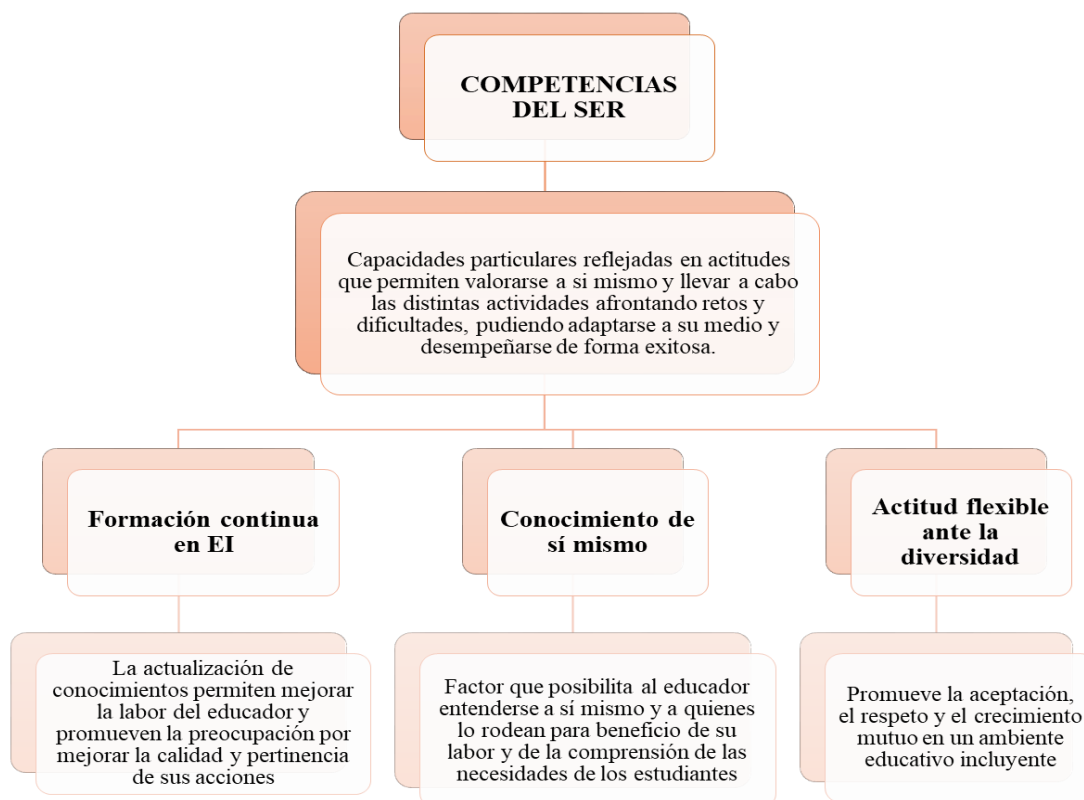 COMPETENCIAS
DEL SER
Capacidades particulares reflejadas en actitudes
que permiten valorarse a si mismo y llevar a cabo
las distintas actividades afrontando retos y
dificultades, pudiendo adaptarse a su medio y
desempeñarse de forma exitosa.
Formación continua
en EI
La actualización de
conocimientos permiten mejorar
la labor del educador y
promueven la preocupación por
mejorar la calidad y pertinencia
de sus acciones
Conocimiento de
sí mismo
Factor que posibilita al educador
entenderse a sí mismo y a quienes
lo rodean para beneficio de su
labor y de la comprensión de las
necesidades de los estudiantes
Actitud flexible
ante la
diversidad
Promueve la aceptación,
el respeto y el crecimiento
mutuo en un ambiente
educativo incluyente